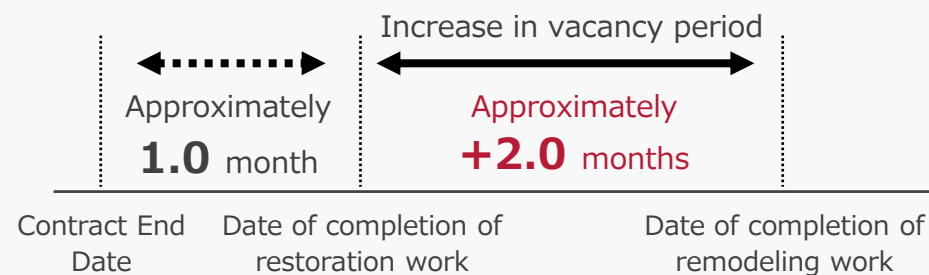 Increase in vacancy period
Approximately
1.0 month
Approximately
+2.0 months
Contract End
Date
Date of completion of
restoration work
Date of completion of
remodeling work